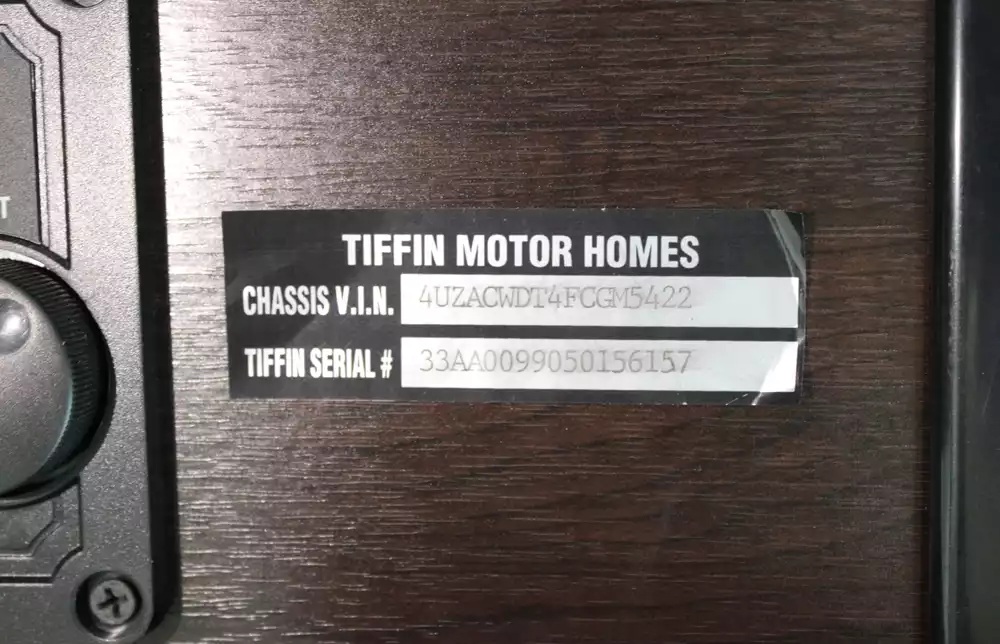 T
TIFFIN MOTOR HOMES
CHASSIS V.I.N. 4UZACWDT4FCGM5422
TIFFIN SERIAL # 33AA0099050156157